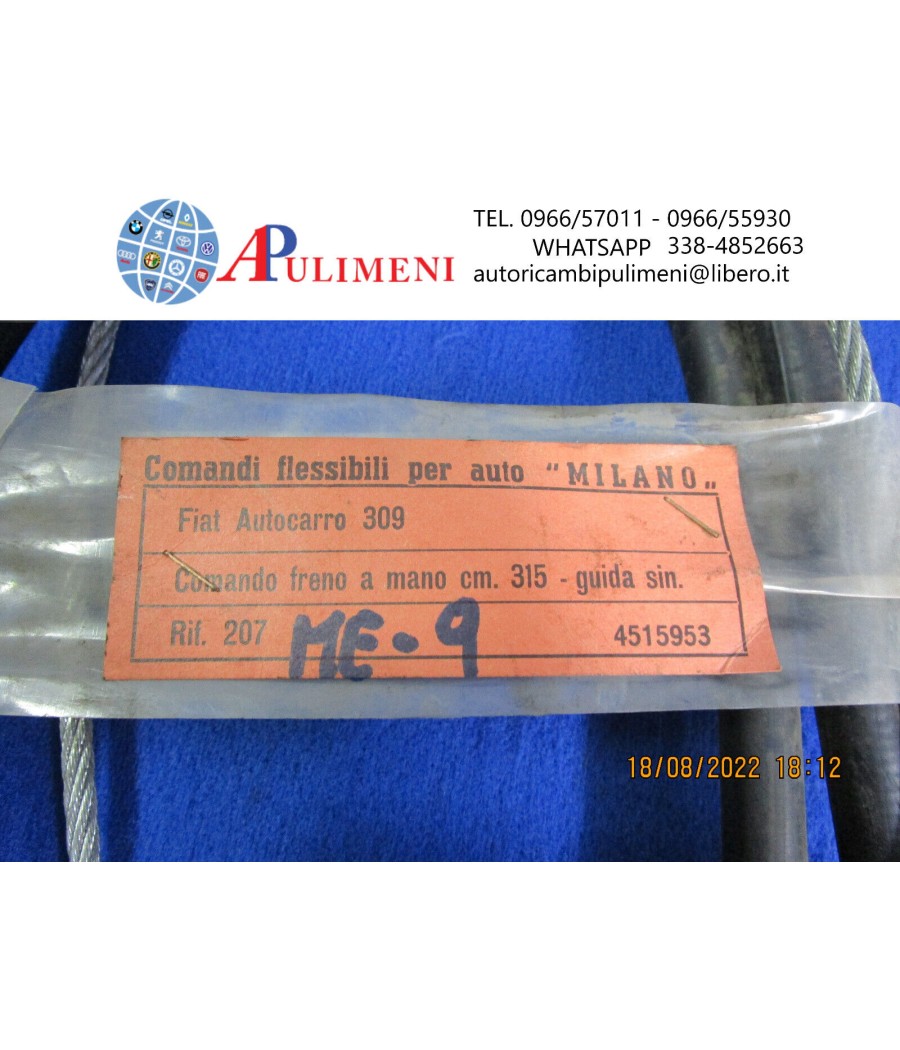 TEL. 0966/57011 - 0966/55930
WHATSAPP 338-4852663
APULIMENI
autoricambipulimeni@libero.it
Comandi flessibili per auto "MILANO"
Fiat Autocarro 309
Comando freno a mano cm. 315 - guida sin.
Rif. 207 ME-9 4515953
18/08/2022 18:12